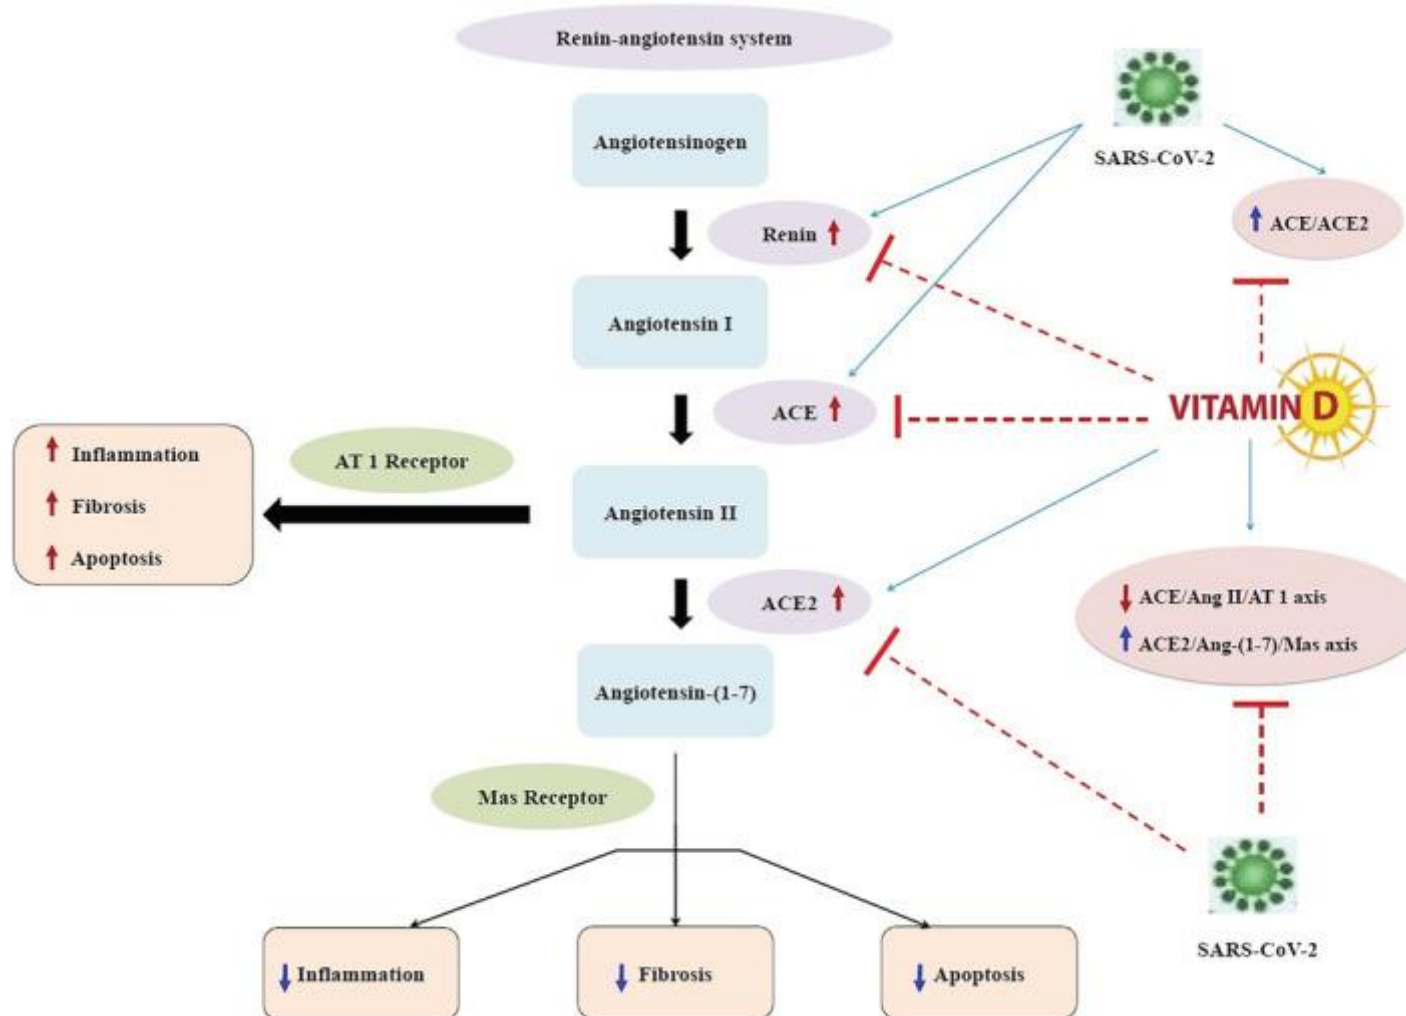 Renin-angiotensin system
Angiotensinogen
SARS-CoV-2
Renin
ACE/ACE2
Angiotensin I
ACE
VITAMIN D
Inflammation
Fibrosis
Apoptosis
AT 1 Receptor
Angiotensin II
ACE2
ACE/Ang II/AT 1 axis
ACE2/Ang-(1-7)/Mas axis
Angiotensin-(1-7)
Mas Receptor
SARS-CoV-2
Inflammation
Fibrosis
Apoptosis